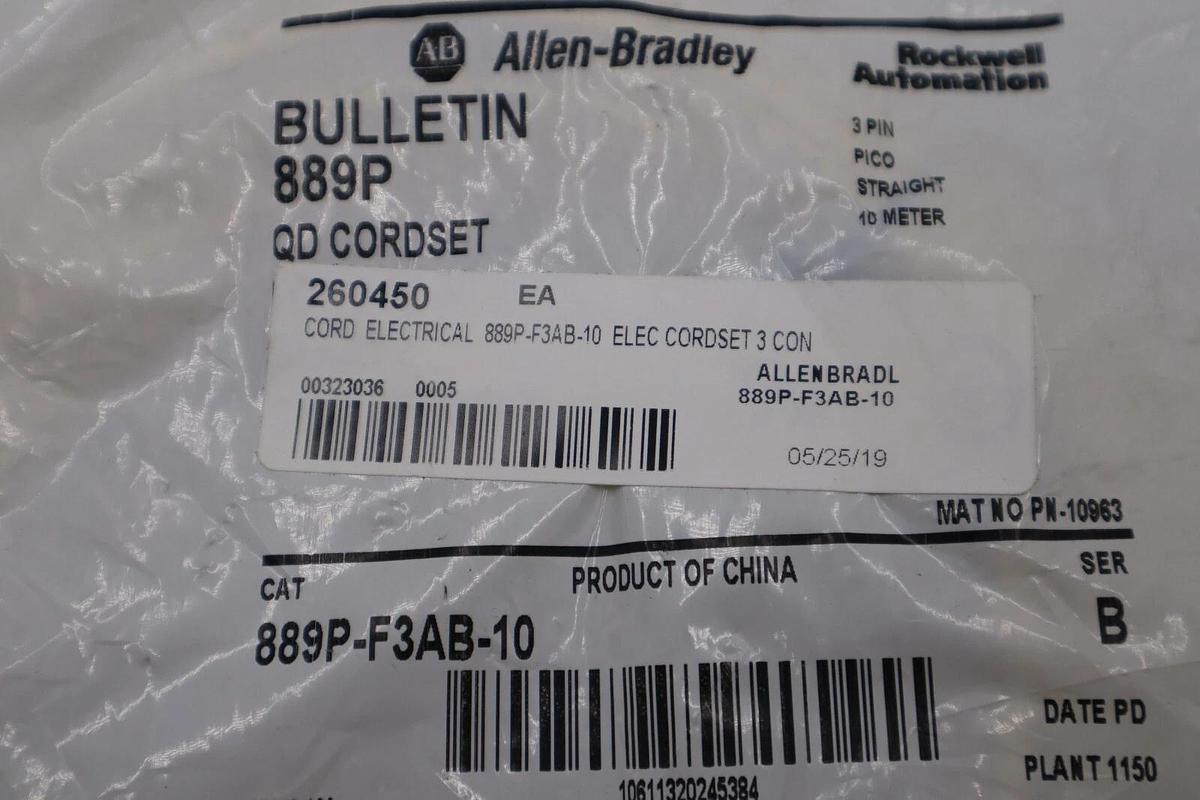 AB Allen-Bradley
Rockwell Automation
BULLETIN
889P
QD CORDSET
3 PIN
PICO
STRAIGHT
10 METER
260450 EA
CORD ELECTRICAL 889P-F3AB-10 ELEC CORDSET 3 CON
ALLENBRADL
889P-F3AB-10
00323036 0005
05/25/19
MAT NO PN-10963
CAT
PRODUCT OF CHINA
SER
889P-F3AB-10
B
DATE PD
PLANT 1150
10611320245384